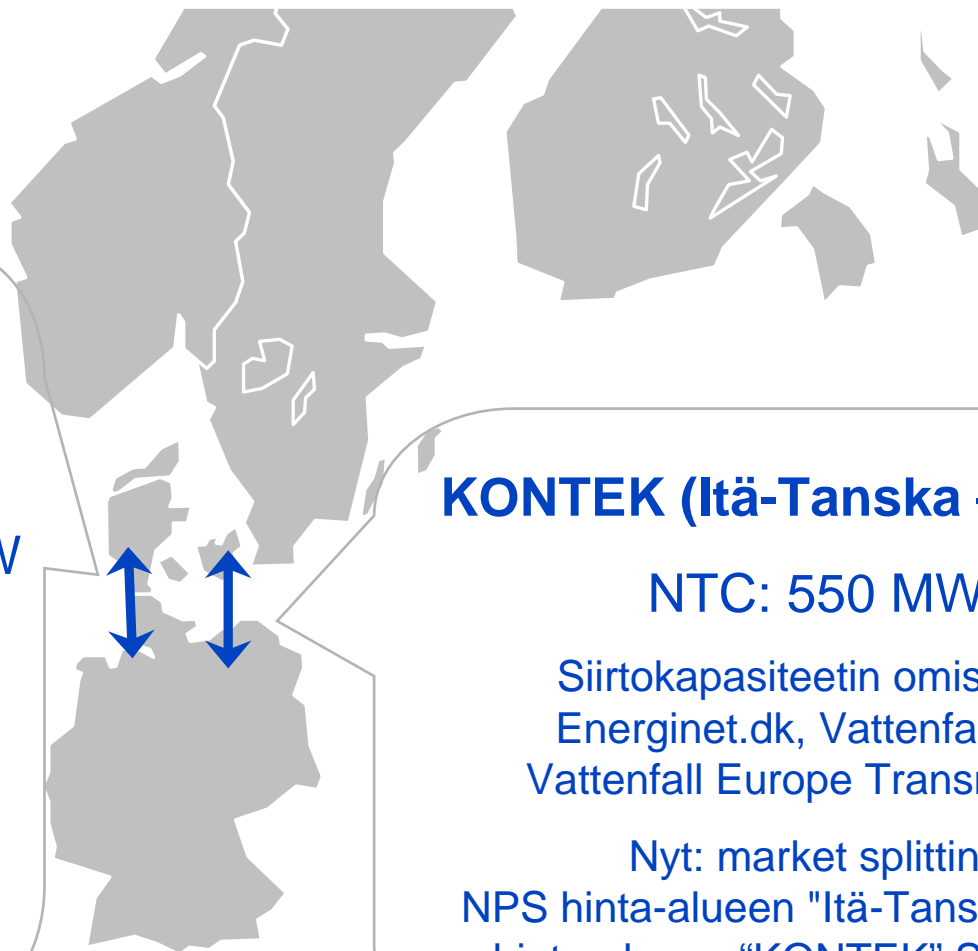 KONTEK (Itä-Tanska -
W
NTC: 550 MW
Siirtokapasiteetin omis
Energinet.dk, Vattenfa
Vattenfall Europe Trans
Nyt: market splittin
NPS hinta-alueen "Itä-Tans
"KONTEK"